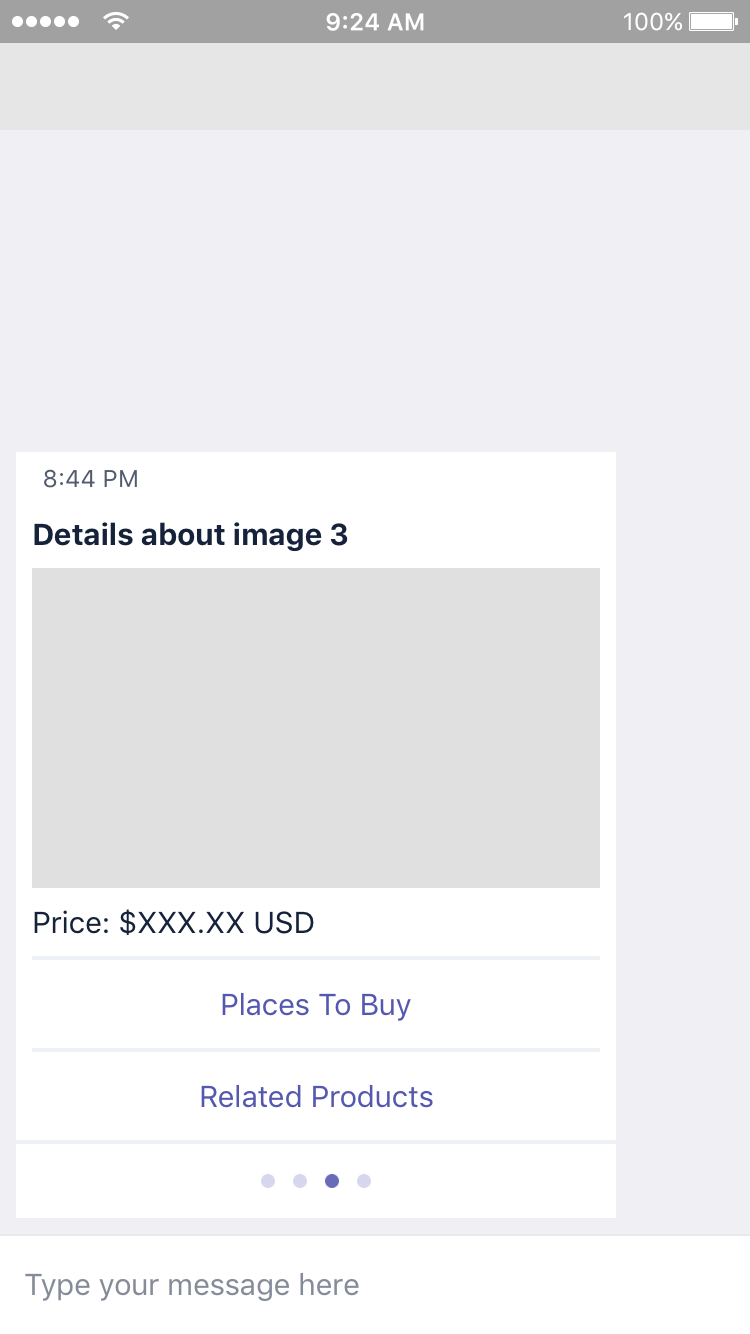 9:24 AM 100%
8:44 PM
Details about image 3
Price: $XXX.XX USD
Places To Buy
Related Products
Type your message here